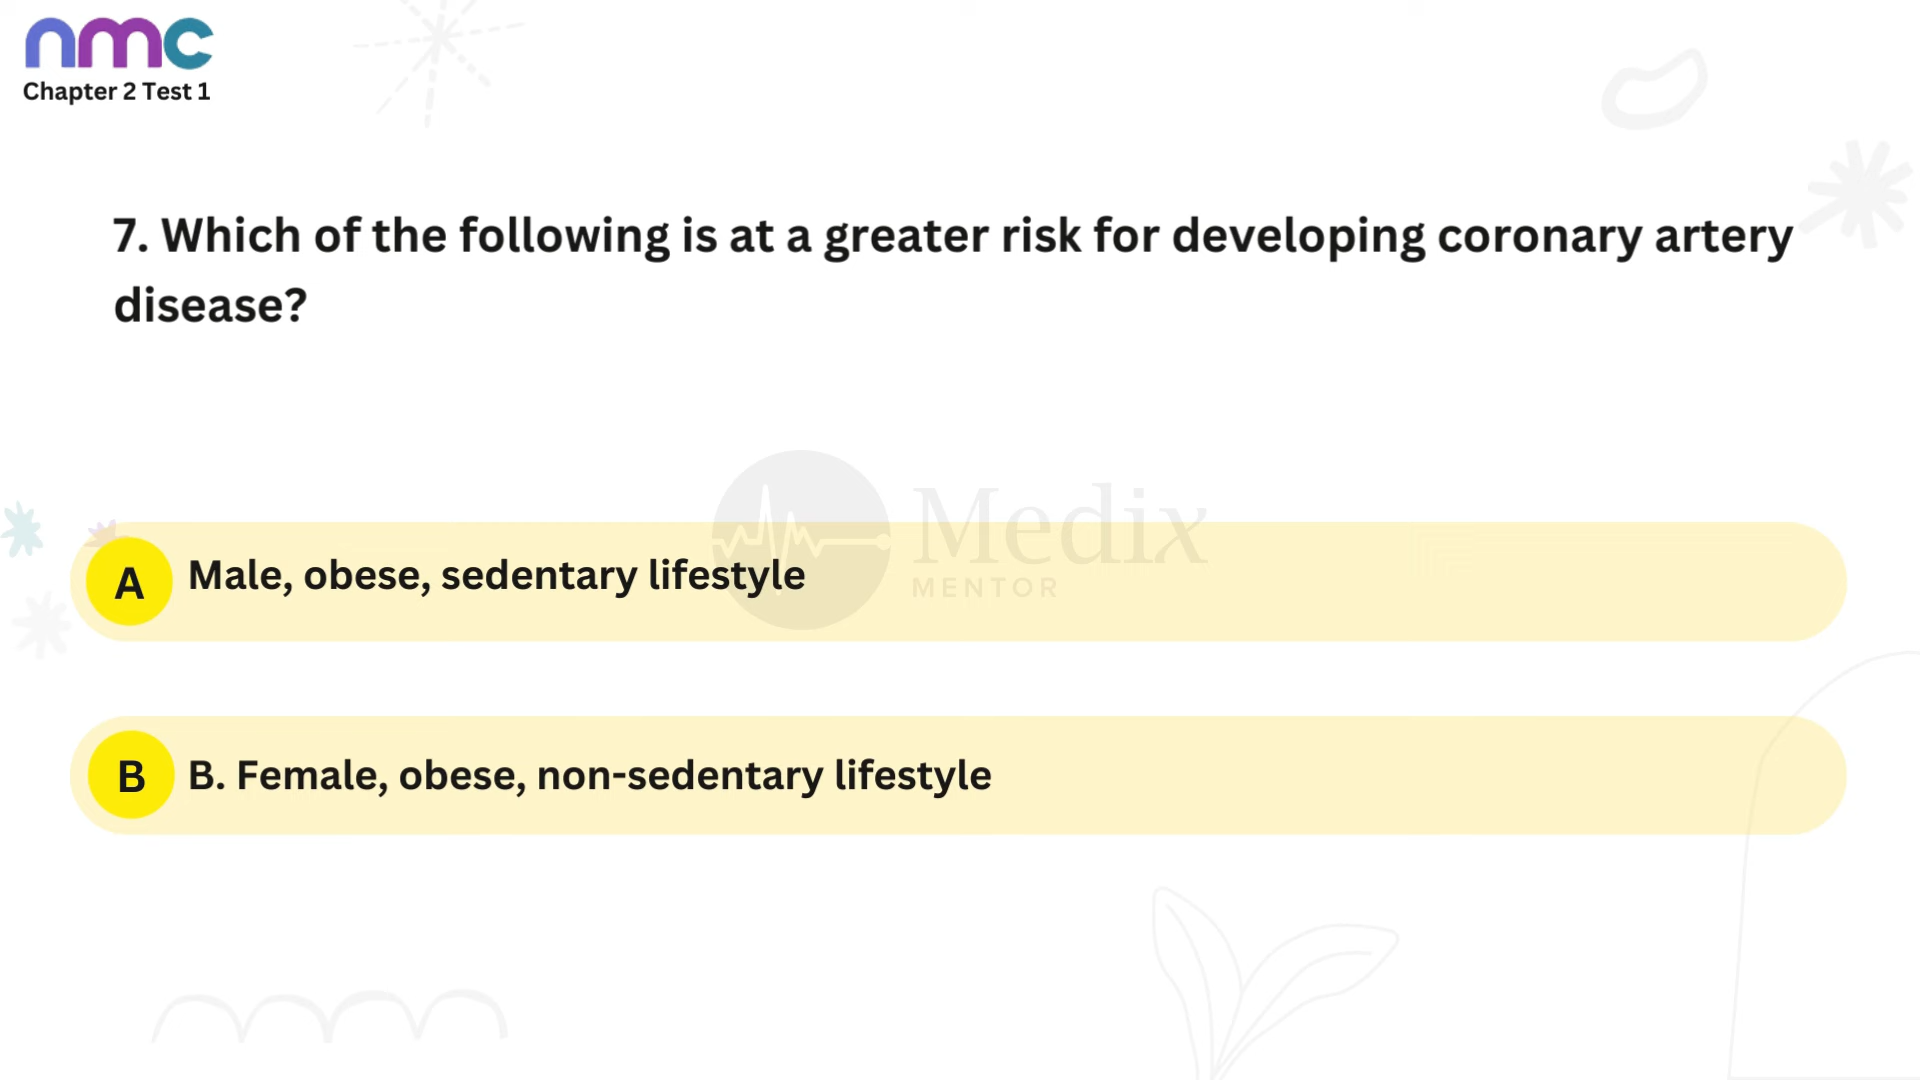 nmc
Chapter 2 Test 1
7. Which of the following is at a greater risk for developing coronary artery
disease?
Medix
MENTOR
A Male, obese, sedentary lifestyle
B B. Female, obese, non-sedentary lifestyle